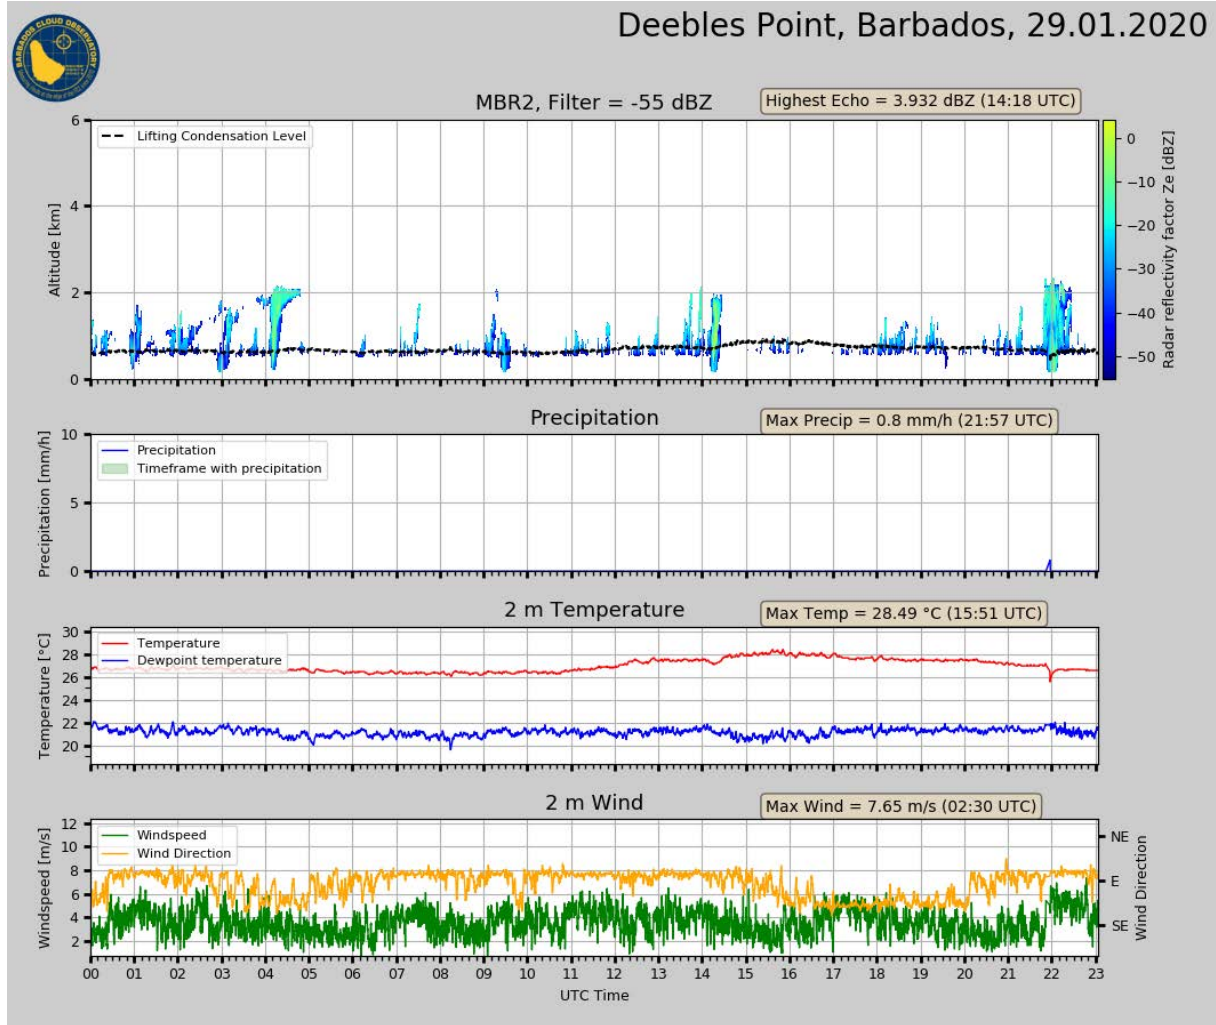 BARBADOS CLOUD OBSERVATORY
Deebles Point, Barbados, 29.01.2020
MBR2, Filter = -55 dBZ
Highest Echo = 3.932 dBZ (14:18 UTC)
Lifting Condensation Level
Altitude [km]
6
4
2
0
Radar reflectivity factor Ze [dBZ]
0
−10
−20
−30
−40
−50
Precipitation
Max Precip = 0.8 mm/h (21:57 UTC)
Precipitation
Timeframe with precipitation
Precipitation [mm/h]
10
5
0
2 m Temperature
Max Temp = 28.49 °C (15:51 UTC)
Temperature
Dewpoint temperature
Temperature [°C]
30
28
26
24
22
20
2 m Wind
Max Wind = 7.65 m/s (02:30 UTC)
Windspeed
Wind Direction
Windspeed [m/s]
12
10
8
6
4
2
NE
E
SE
Wind Direction
00 01 02 03 04 05 06 07 08 09 10 11 12 13 14 15 16 17 18 19 20 21 22 23
UTC Time